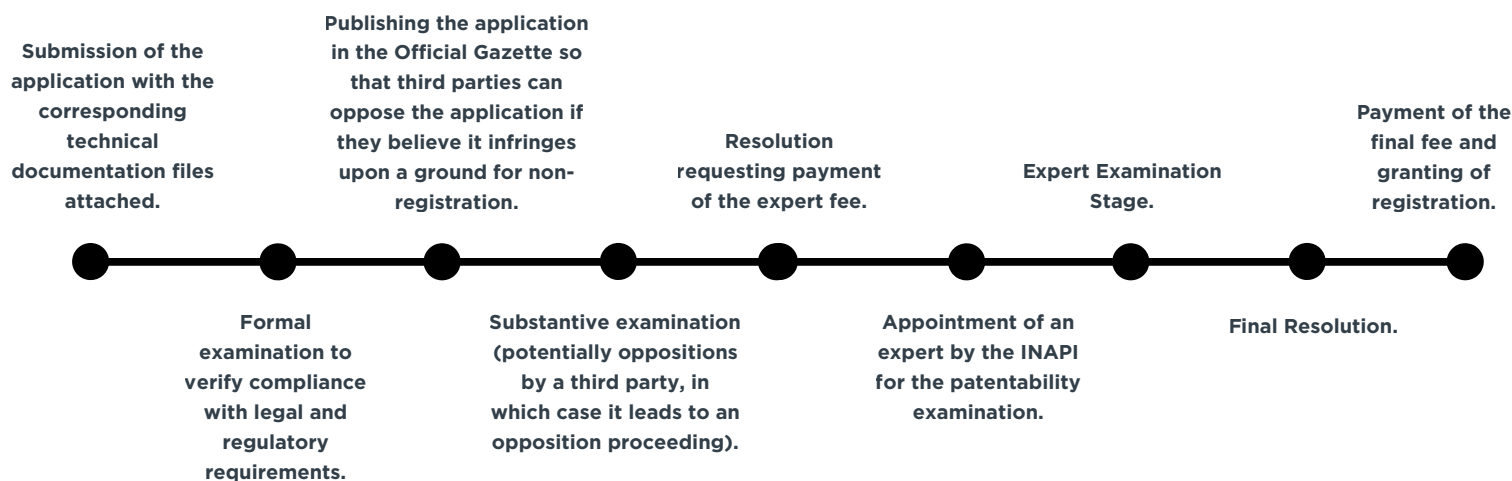 Submission of the
application with the
corresponding
technical
documentation files
attached.
Formal
examination to
verify compliance
with legal and
regulatory
requirements.
Publishing the application
in the Official Gazette so
that third parties can
oppose the application if
they believe it infringes
upon a ground for non-
registration.
Substantive examination
(potentially oppositions
by a third party, in
which case it leads to an
opposition proceeding).
Resolution
requesting payment
of the expert fee.
Appointment of an
expert by the INAPI
for the patentability
examination.
Expert Examination
Stage.
Final Resolution.
Payment of the
final fee and
granting of
registration.